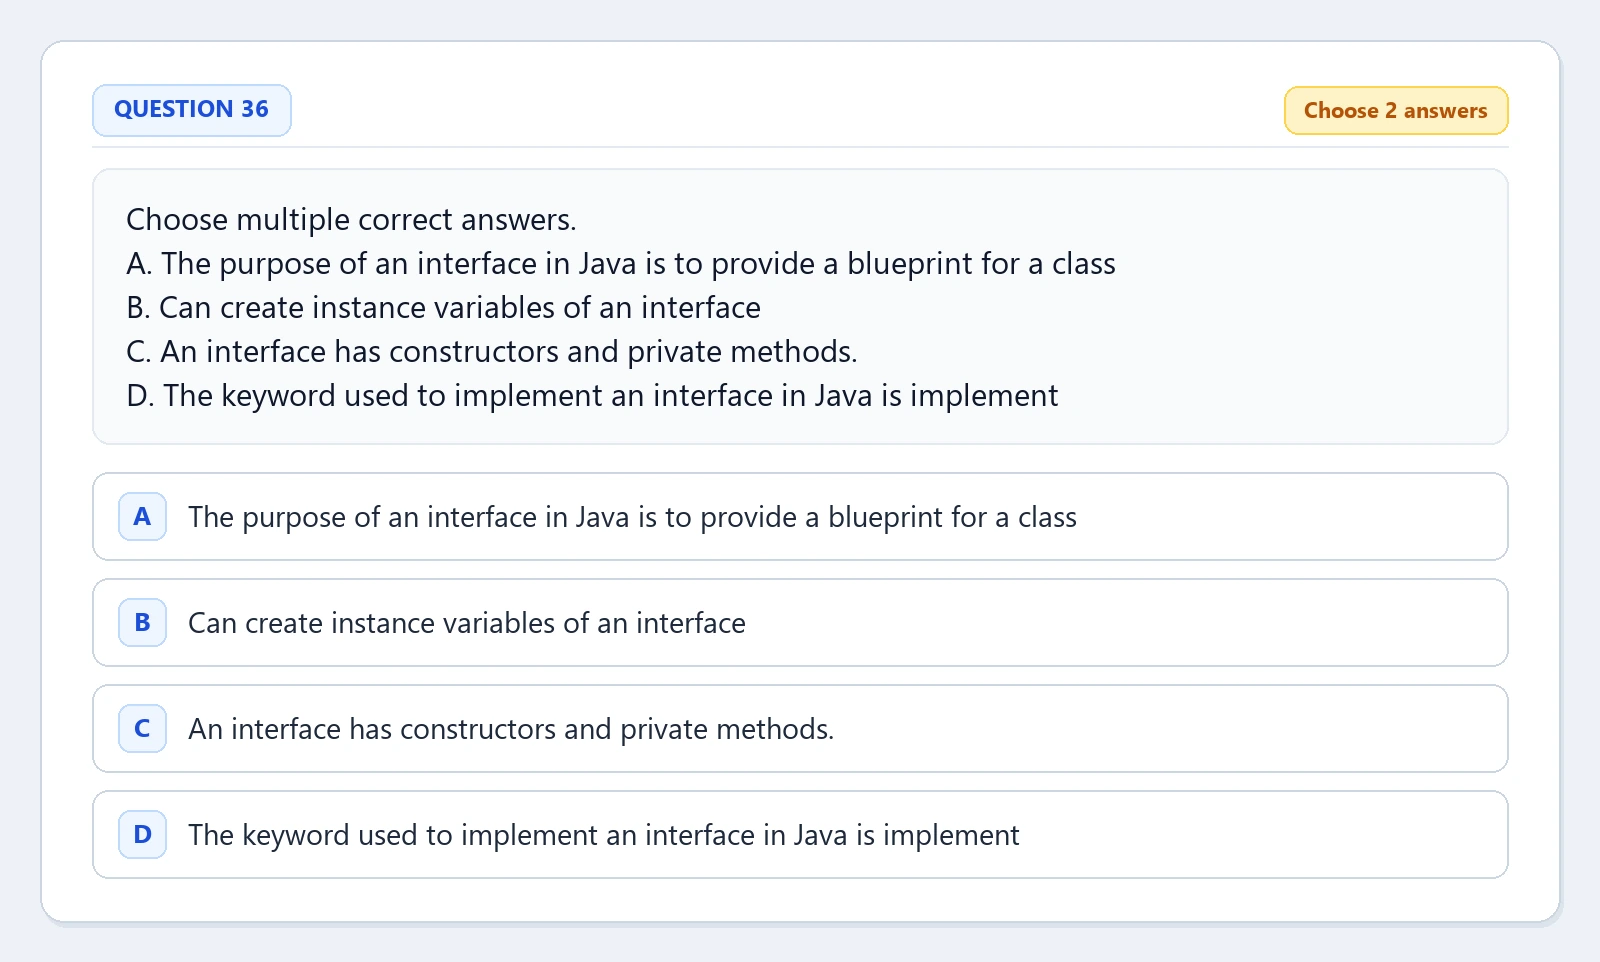 QUESTION 36
Choose 2 answers
Choose multiple correct answers.
A. The purpose of an interface in Java is to provide a blueprint for a class
B. Can create instance variables of an interface
C. An interface has constructors and private methods.
D. The keyword used to implement an interface in Java is implement
A The purpose of an interface in Java is to provide a blueprint for a class
B Can create instance variables of an interface
C An interface has constructors and private methods.
D The keyword used to implement an interface in Java is implement